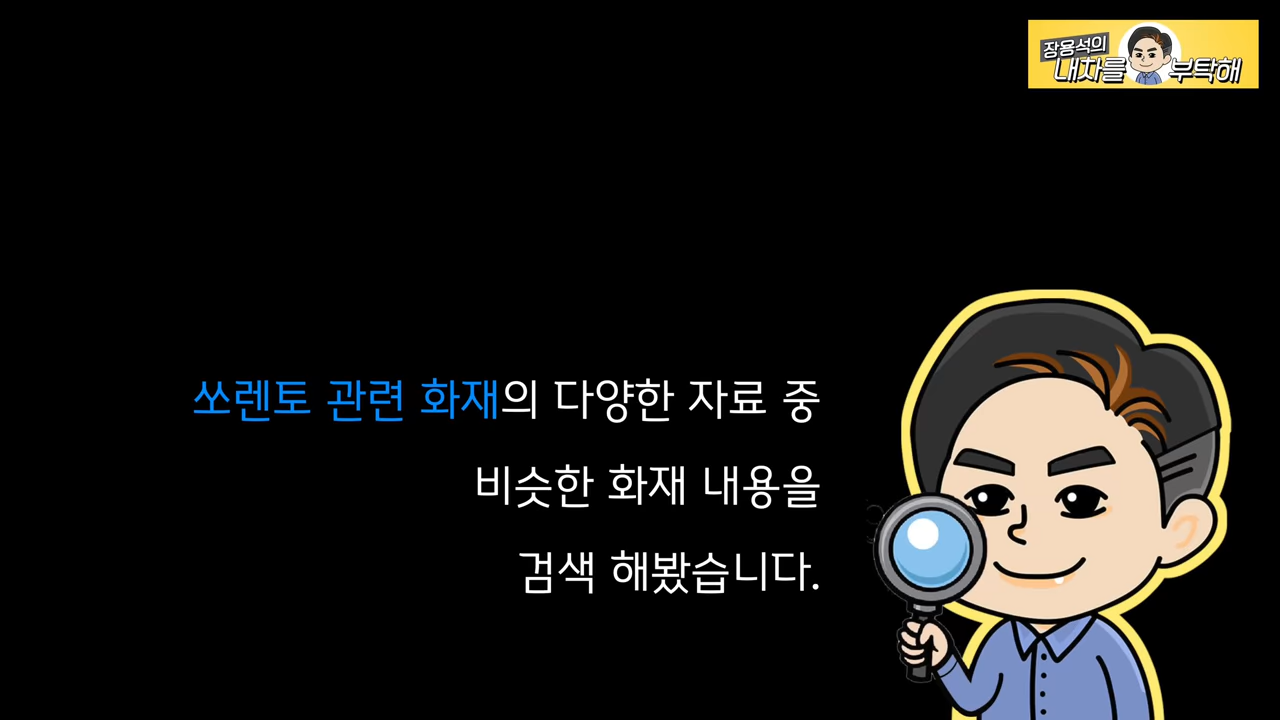 장용석의
내차를 부탁해
쏘렌토 관련 화재의 다양한 자료 중
비슷한 화재 내용을
검색 해봤습니다.